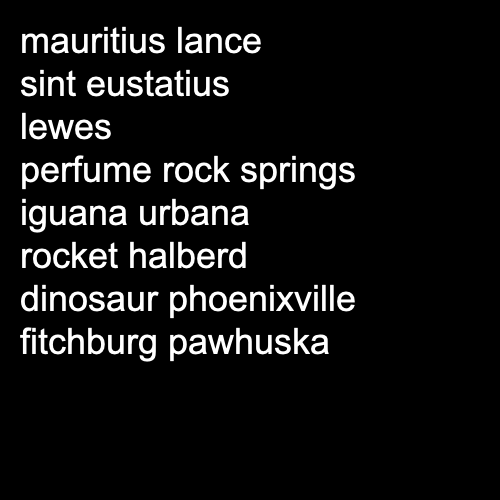 mauritius lance
sint eustatius
lewes
perfume rock springs
iguana urbana
rocket halberd
dinosaur phoenixville
fitchburg pawhuska